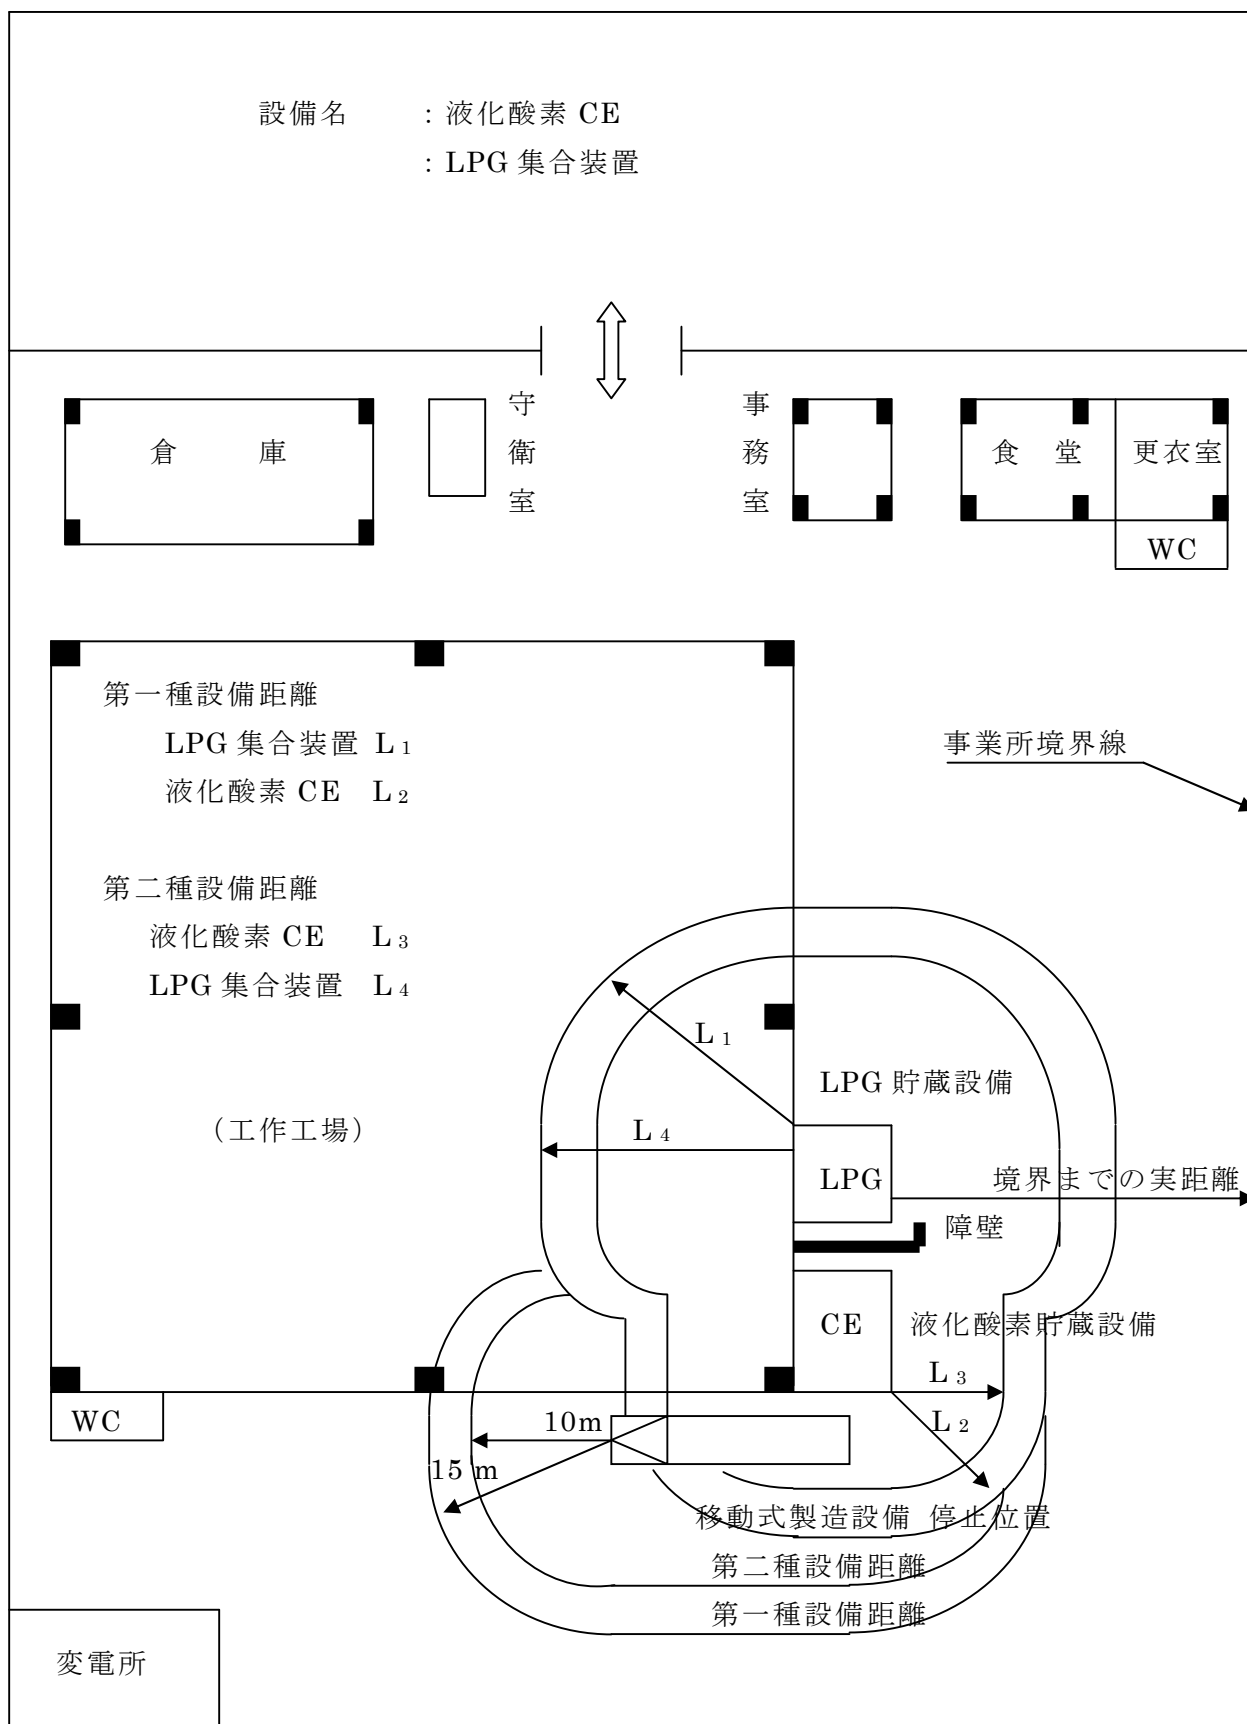 設備名 : 液化酸素 CE
: LPG 集合装置
守衛室
事務室
倉 庫
食 堂
更衣室
WC
第一種設備距離
LPG 集合装置 L1
液化酸素 CE L2
事業所境界線
第二種設備距離
液化酸素 CE L3
LPG 集合装置 L4
L1
LPG 貯蔵設備
(工作工場)
L4
LPG
境界までの実距離
障壁
CE
液化酸素貯蔵設備
L3
WC
10m
L2
15 m
移動式製造設備 停止位置
第二種設備距離
第一種設備距離
変電所